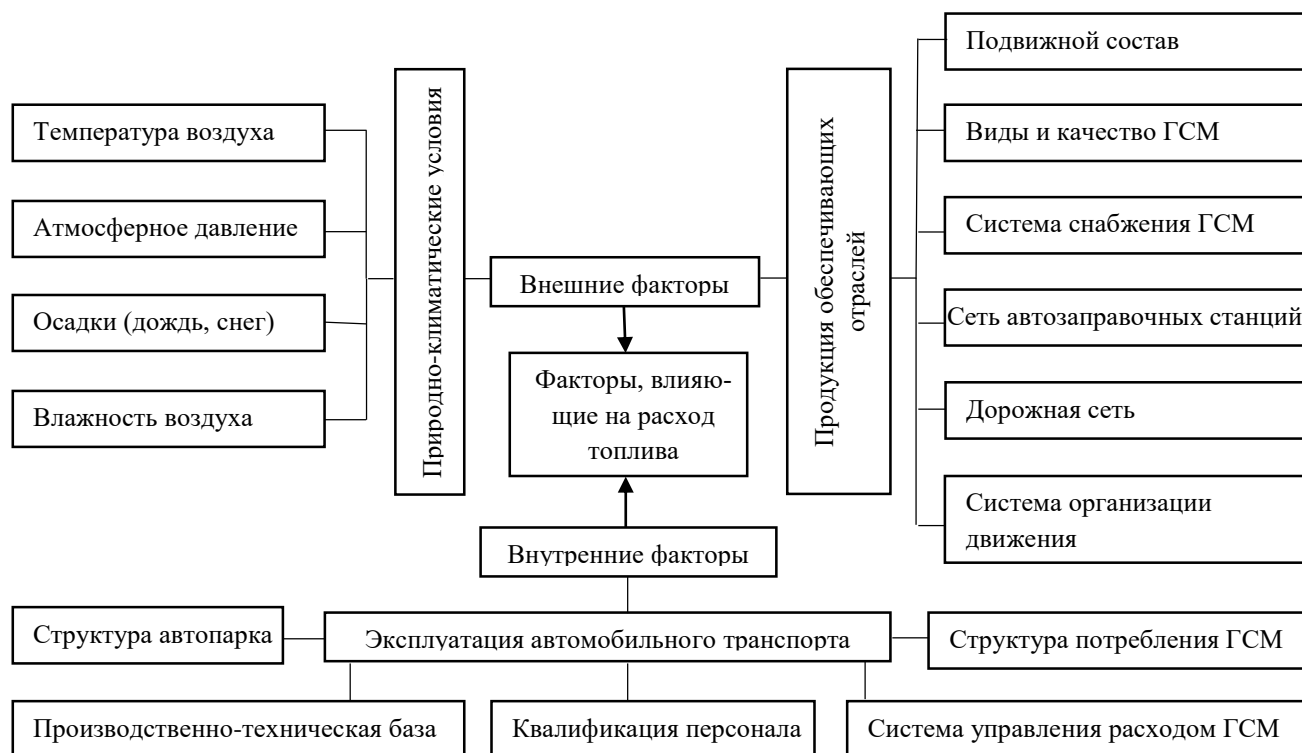 Подвижной состав
Температура воздуха
Виды и качество ГСМ
Атмосферное давление
Система снабжения ГСМ
Природно-климатические условия
Внешние факторы
Продукция обеспечивающих
отраслей
Осадки (дождь, снег)
Сеть автозаправочных станций
Факторы, влияю-
щие на расход
топлива
Влажность воздуха
Дорожная сеть
Система организации
движения
Внутренние факторы
Структура автопарка
Эксплуатация автомобильного транспорта
Структура потребления ГСМ
Производственно-техническая база
Квалификация персонала
Система управления расходом ГСМ